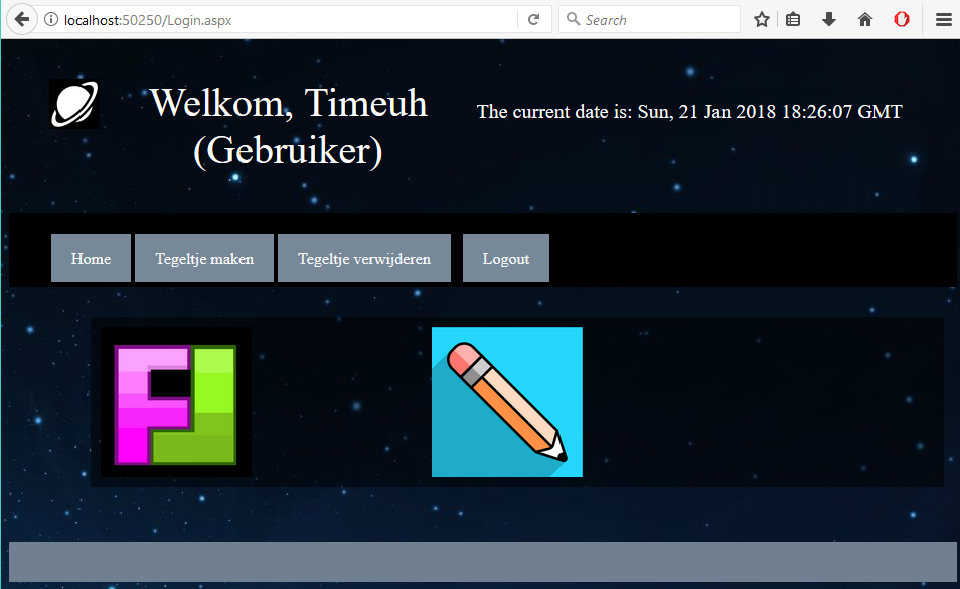 localhost:50250/Login.aspx
Search
Welkom, Timeuh
(Gebruiker)
The current date is: Sun, 21 Jan 2018 18:26:07 GMT
Home Tegeltje maken Tegeltje verwijderen Logout